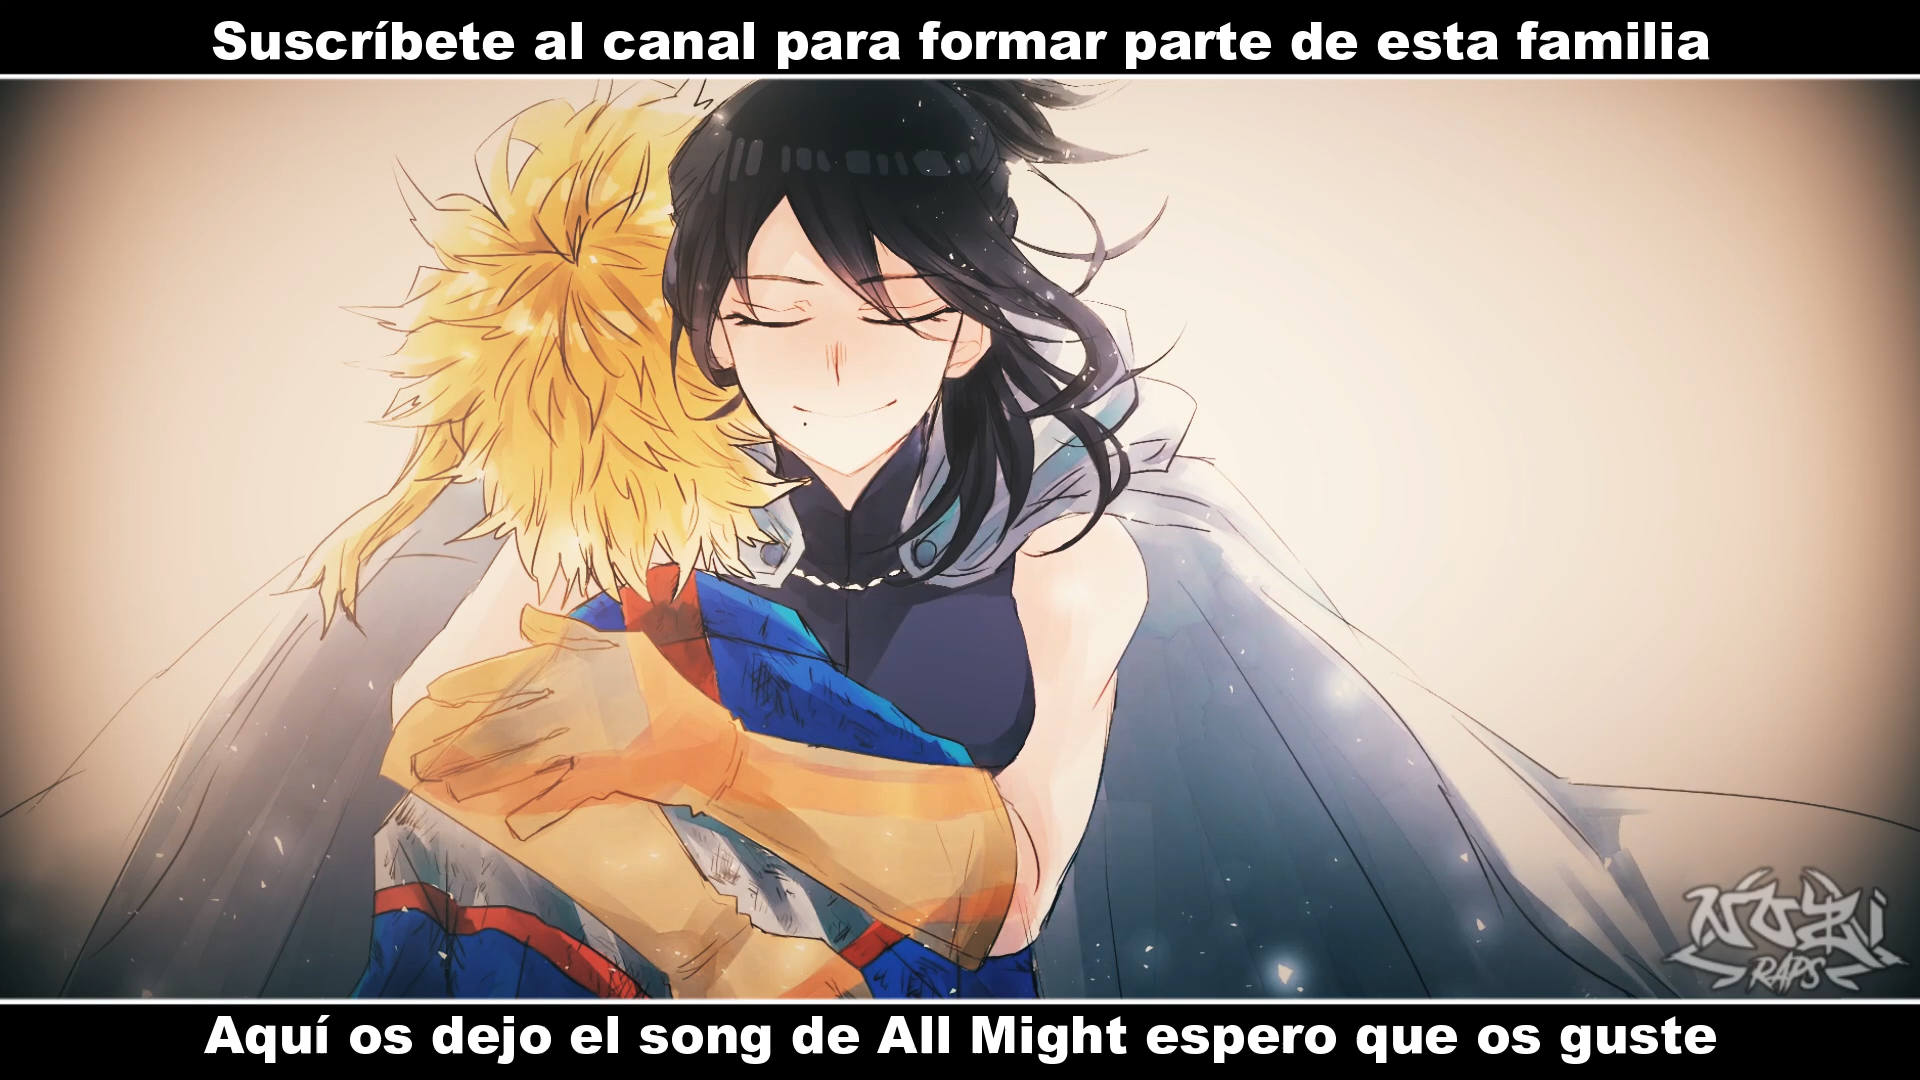 Suscríbete al canal para formar parte de esta familia
RAPS
Aquí os dejo el song de All Might espero que os guste